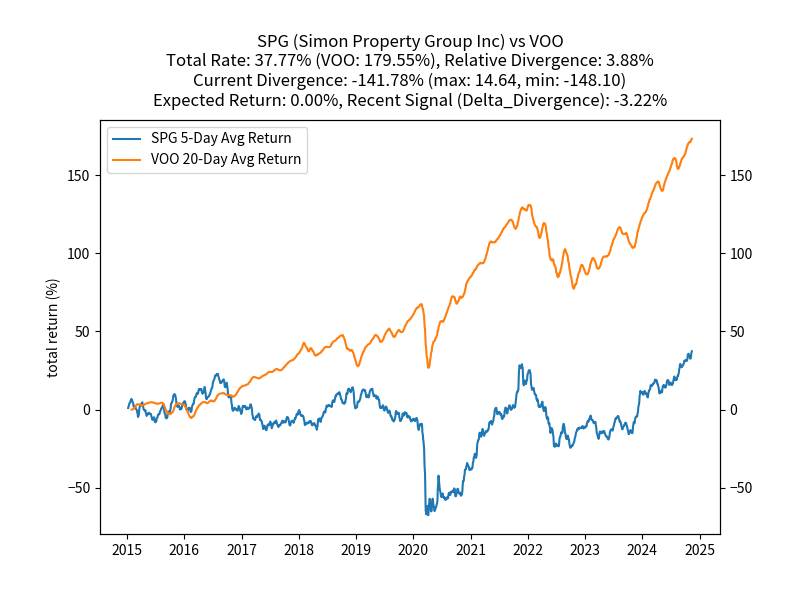 SPG (Simon Property Group Inc) vs VOO
Total Rate: 37.77% (VOO: 179.55%), Relative Divergence: 3.88%
Current Divergence: -141.78% (max: 14.64, min: -148.10)
Expected Return: 0.00%, Recent Signal (Delta_Divergence): -3.22%
SPG 5-Day Avg Return
VOO 20-Day Avg Return
total return (%)
150 150
100 100
50 50
0 0
−50 −50
2015 2016 2017 2018 2019 2020 2021 2022 2023 2024 2025